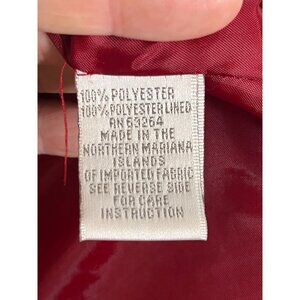 100% POLYESTER
100% POLYESTER LINED
RN 63264
MADE IN THE
NORTHERN MARIANA
ISLANDS
OF IMPORTED FABRIC
SEE REVERSE SIDE
FOR CARE
INSTRUCTION